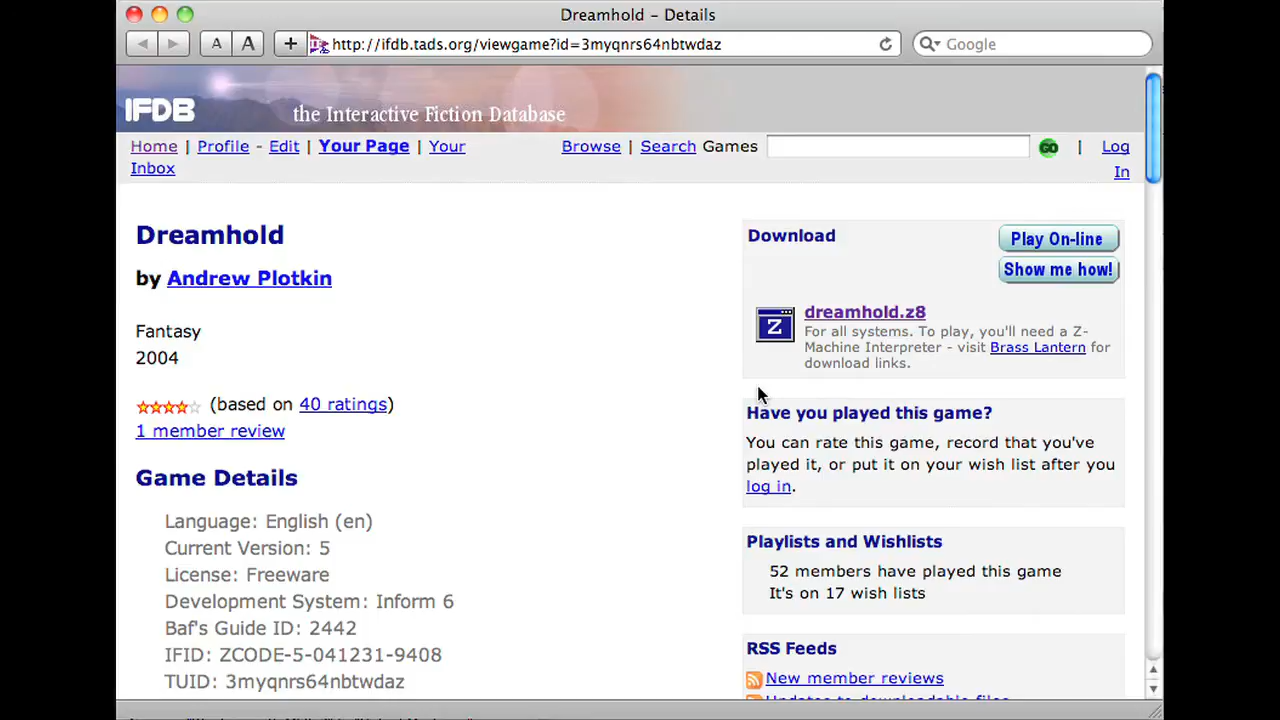 Dreamhold – Details
A A + http://ifdb.tads.org/viewgame?id=3myqnrs64nbtwdaz Google
IFDB the Interactive Fiction Database
Home | Profile - Edit | Your Page | Your Inbox
Browse | Search Games GO | Log In
Dreamhold
by Andrew Plotkin
Fantasy
2004
(based on 40 ratings)
1 member review
Game Details
Language: English (en)
Current Version: 5
License: Freeware
Development System: Inform 6
Baf's Guide ID: 2442
IFID: ZCODE-5-041231-9408
TUID: 3myqnrs64nbtwdaz
Download
Play On-line
Show me how!
Z
dreamhold.z8
For all systems. To play, you'll need a Z-
Machine Interpreter - visit Brass Lantern for
download links.
Have you played this game?
You can rate this game, record that you've
played it, or put it on your wish list after you
log in.
Playlists and Wishlists
52 members have played this game
It's on 17 wish lists
RSS Feeds
New member reviews
Updates to downloadable files